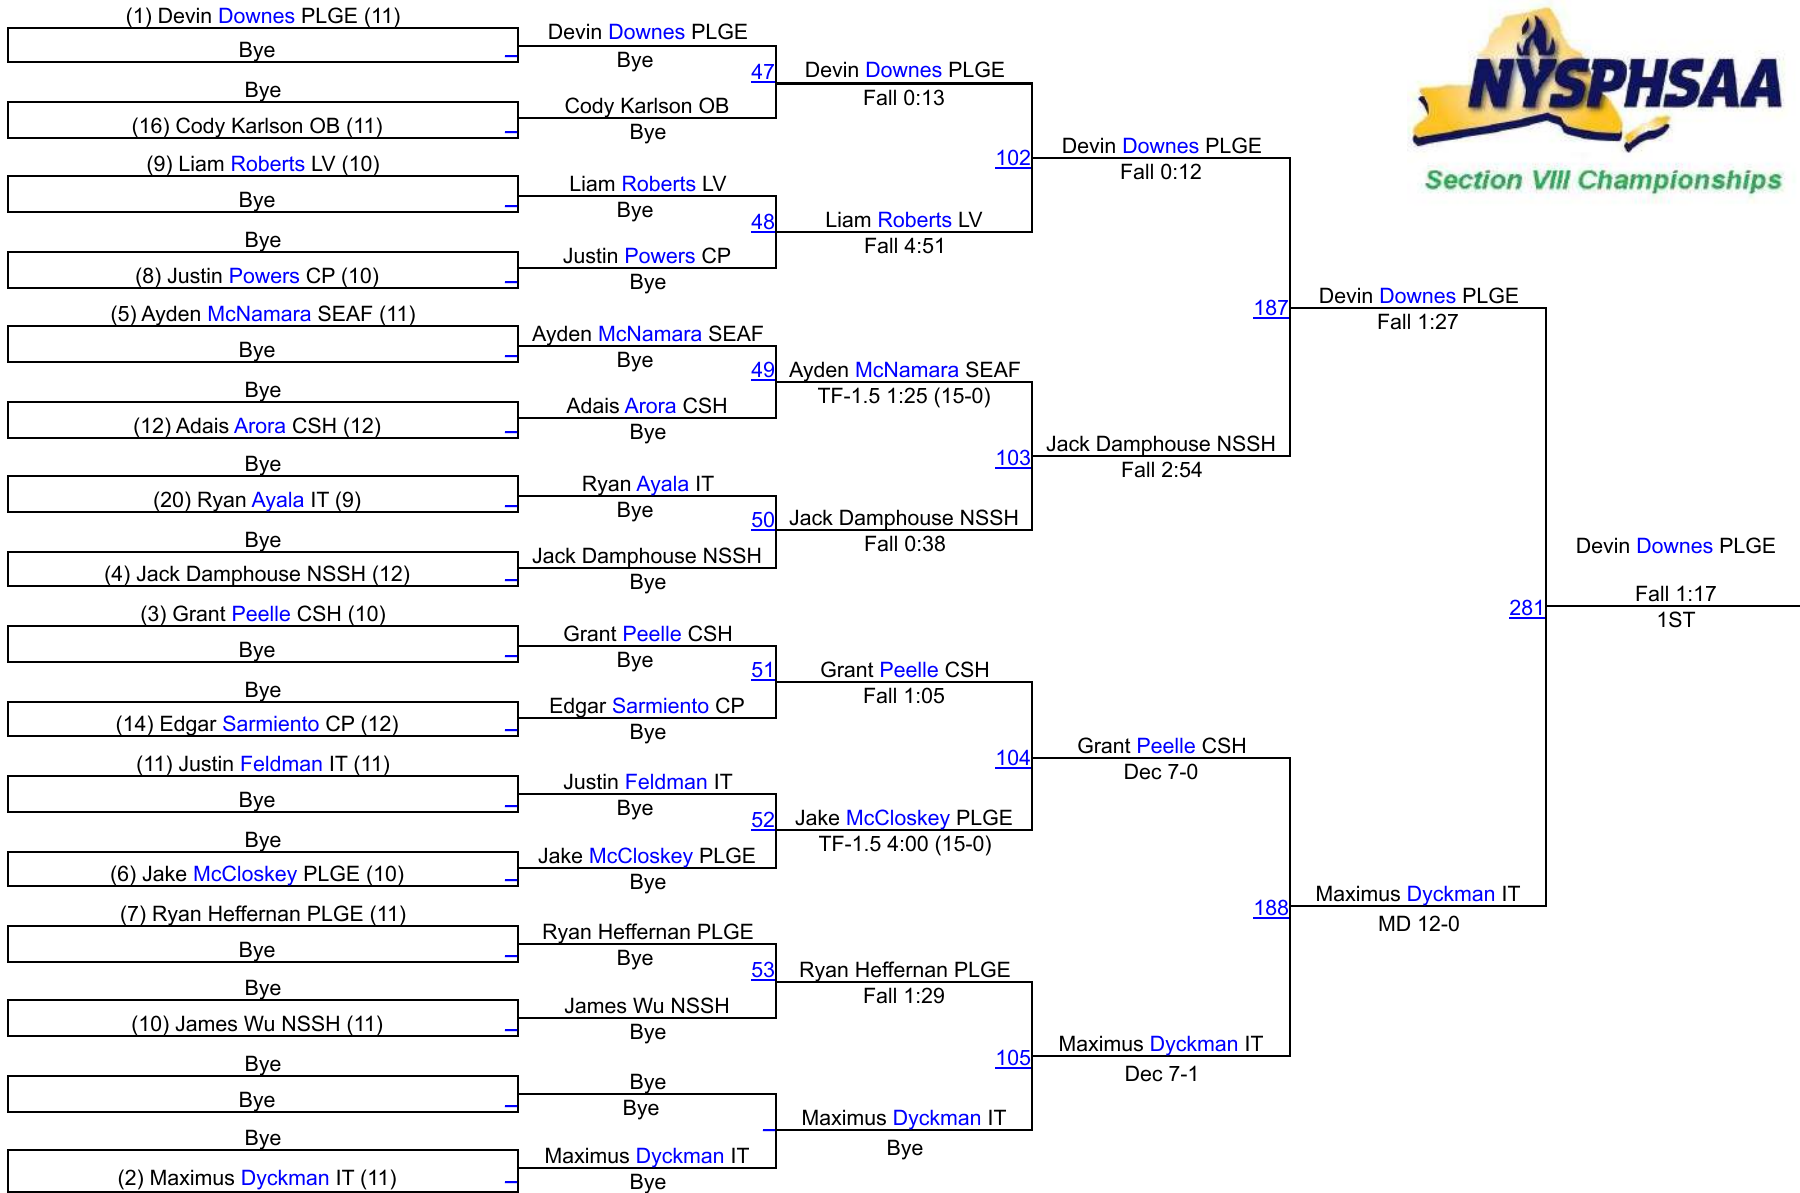 (1) Devin Downes PLGE (11)
Bye
Bye
(16) Cody Karlson OB (11)
(9) Liam Roberts LV (10)
Bye
Bye
(8) Justin Powers CP (10)
(5) Ayden McNamara SEAF (11)
Bye
Bye
(12) Adais Arora CSH (12)
Bye
(20) Ryan Ayala IT (9)
Bye
(4) Jack Damphouse NSSH (12)
(3) Grant Peelle CSH (10)
Bye
Bye
(14) Edgar Sarmiento CP (12)
(11) Justin Feldman IT (11)
Bye
Bye
(6) Jake McCloskey PLGE (10)
(7) Ryan Heffernan PLGE (11)
Bye
Bye
(10) James Wu NSSH (11)
Bye
Bye
Bye
(2) Maximus Dyckman IT (11)
Devin Downes PLGE
Bye
47
Cody Karlson OB
Bye
Liam Roberts LV
Bye
48
Justin Powers CP
Bye
Ayden McNamara SEAF
Bye
49
Adais Arora CSH
Bye
Ryan Ayala IT
Bye
50
Jack Damphouse NSSH
Bye
Grant Peelle CSH
Bye
51
Edgar Sarmiento CP
Bye
Justin Feldman IT
Bye
52
Jake McCloskey PLGE
Bye
Ryan Heffernan PLGE
Bye
53
James Wu NSSH
Bye
Bye
Bye
Maximus Dyckman IT
Bye
Devin Downes PLGE
Fall 0:13
102
Liam Roberts LV
Fall 4:51
Ayden McNamara SEAF
TF-1.5 1:25 (15-0)
103
Jack Damphouse NSSH
Fall 0:38
Grant Peelle CSH
Fall 1:05
104
Jake McCloskey PLGE
TF-1.5 4:00 (15-0)
Ryan Heffernan PLGE
Fall 1:29
105
Maximus Dyckman IT
Bye
Devin Downes PLGE
Fall 0:12
187
Jack Damphouse NSSH
Fall 2:54
Grant Peelle CSH
Dec 7-0
188
Maximus Dyckman IT
Dec 7-1
Devin Downes PLGE
Fall 1:27
281
Maximus Dyckman IT
MD 12-0
Devin Downes PLGE
Fall 1:17
1ST
NYSPHSAA
Section VIII Championships